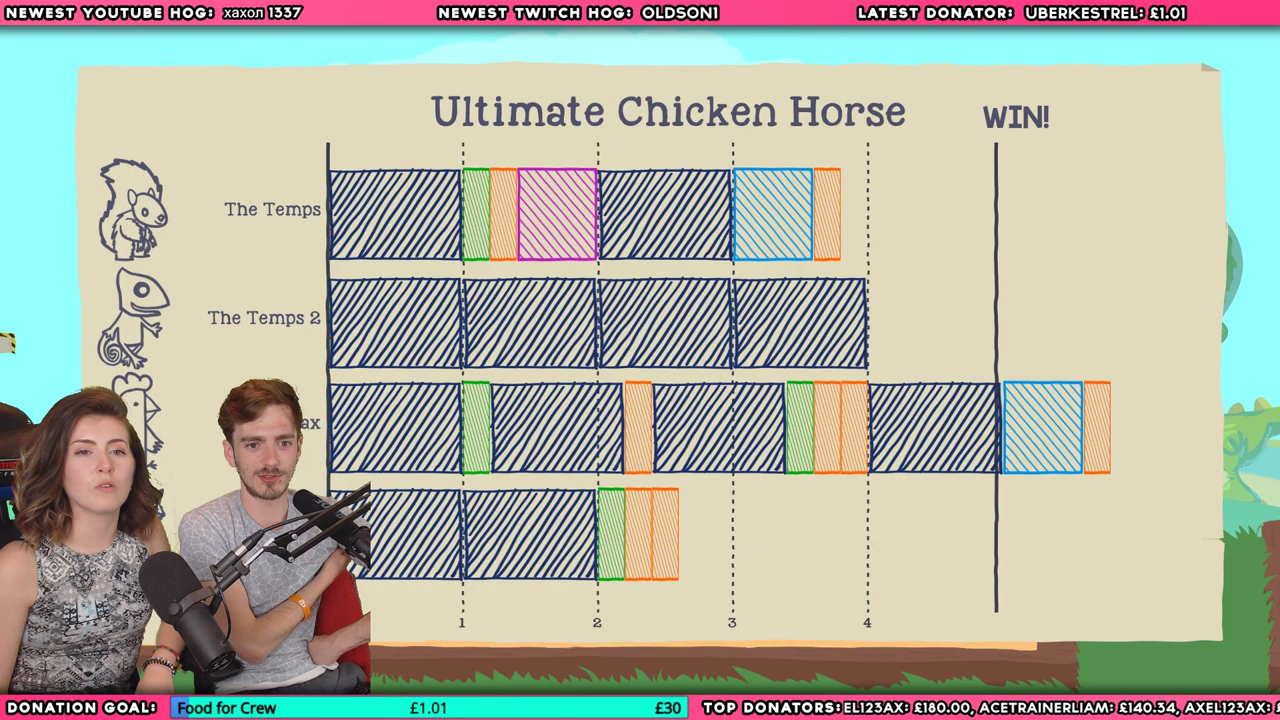 NEWEST YOUTUBE HOG: хахол 1337
NEWEST TWITCH HOG: OLDSON1
LATEST DONATOR: UBERKESTREL: £1.01
Ultimate Chicken Horse
WIN!
The Temps
The Temps 2
ax
1 2 3 4
DONATION GOAL: Food for Crew £1.01 £30
TOP DONATORS: EL123AX: £180.00, ACETRAINERLIAM: £140.34, AXEL123AX: £